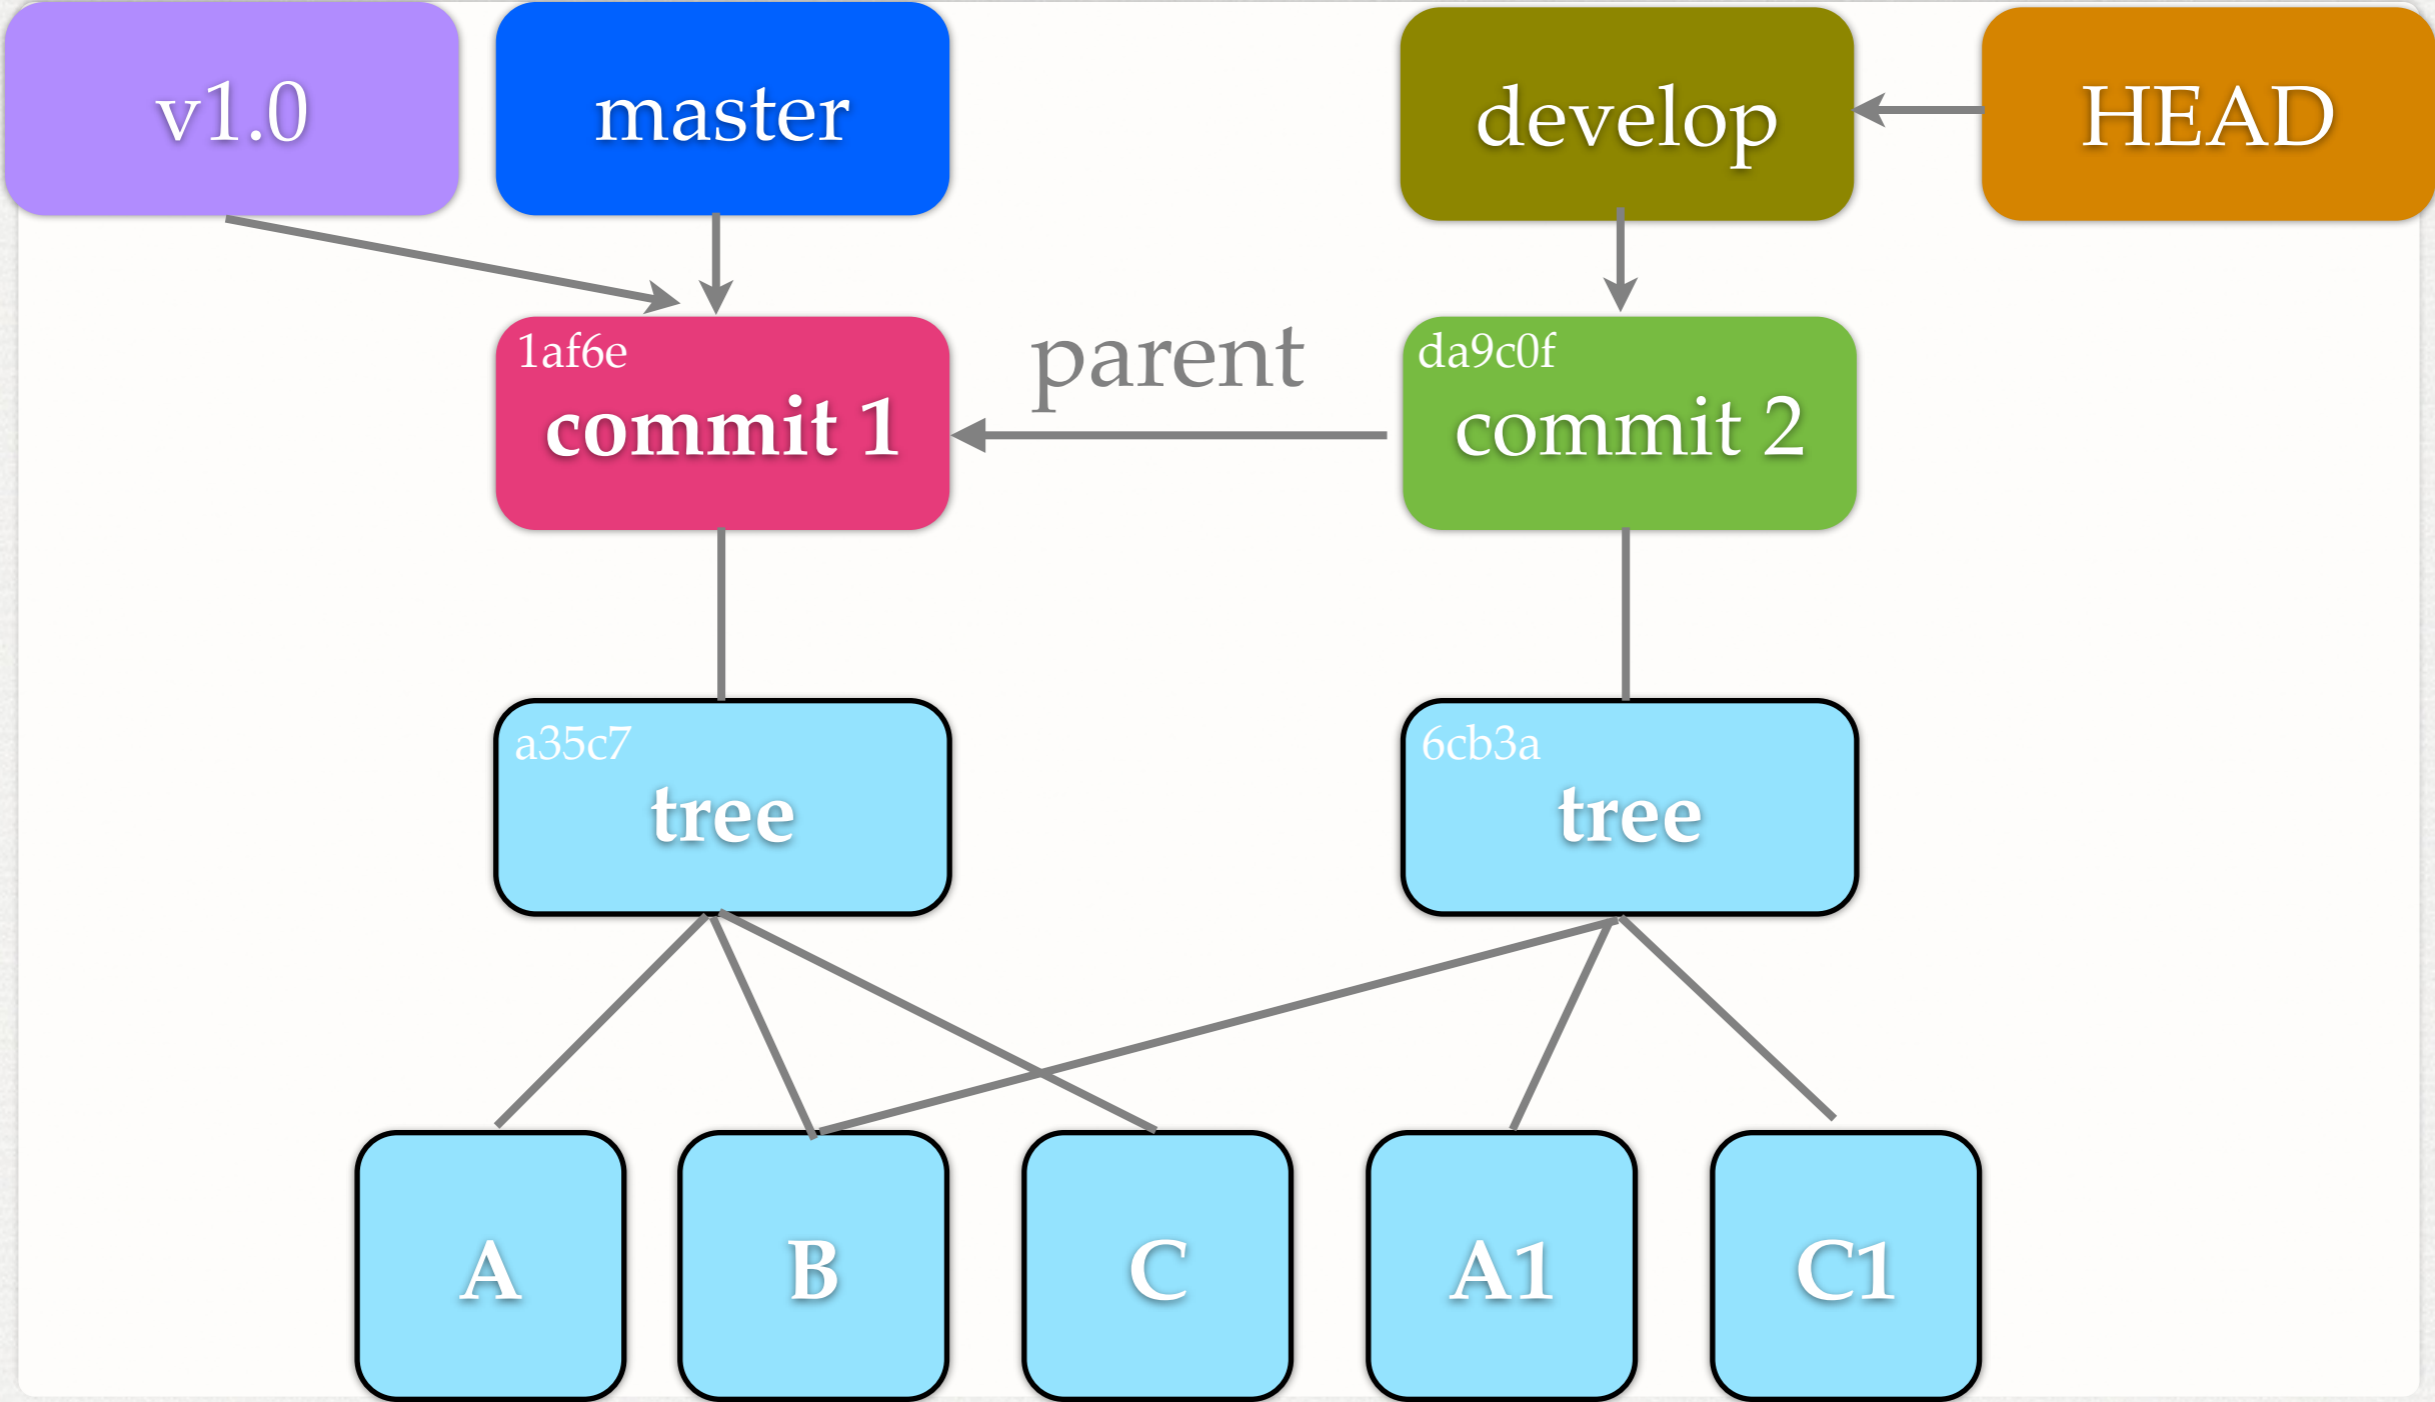 v1.0
master
develop
HEAD
1af6e
commit 1
parent
da9c0f
commit 2
a35c7
tree
6cb3a
tree
A
B
C
A1
C1